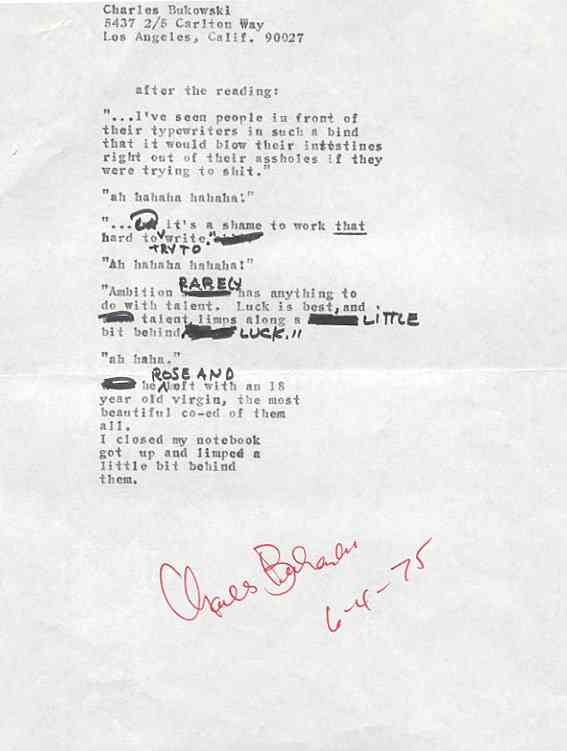 Charles Bukowski
5437 2/5 Carlton Way
Los Angeles, Calif. 90027
after the reading:
"...I've seen people in front of
their typewriters in such a bind
that it would blow their intestines
right out of their assholes if they
were trying to shit."
"ah hahaha hahaha!"
"... it's a shame to work that
hard to write."
TRY TO
"Ah hahaha hahaha!"
"Ambition RARELY has anything to
do with talent. Luck is best, and
talent, limps along a LITTLE
bit behind LUCK."
"ah haha."
ROSE AND
he left with an 18
year old virgin, the most
beautiful co-ed of them
all.
I closed my notebook
got up and limped a
little bit behind
them.
Charles Bukowski
6-4-75